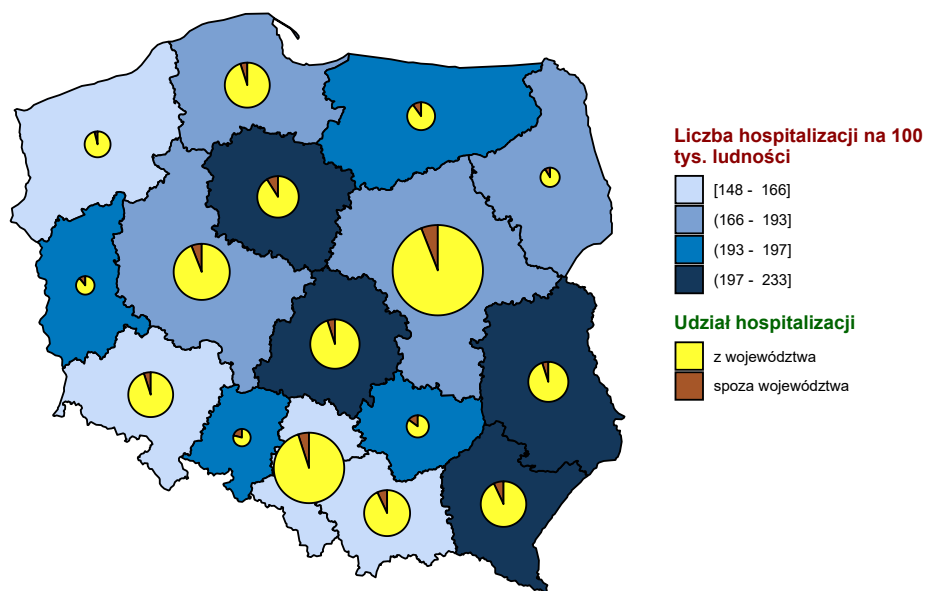 Liczba hospitalizacji na 100
tys. ludności
[148 - 166]
(166 - 193]
(193 - 197]
(197 - 233]
Udział hospitalizacji
z województwa
spoza województwa